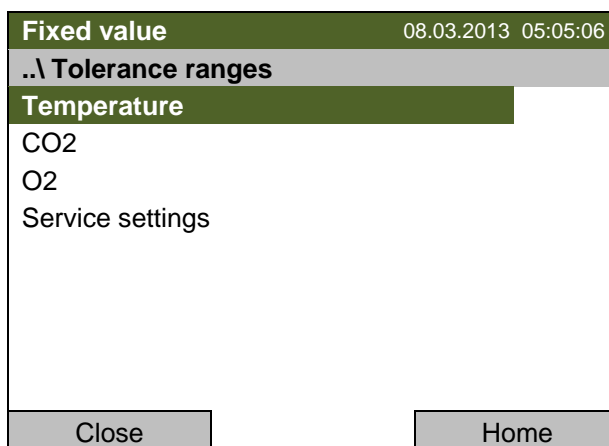 Fixed value 08.03.2013 05:05:06
..\ Tolerance ranges
Temperature
CO2
O2
Service settings
Close Home